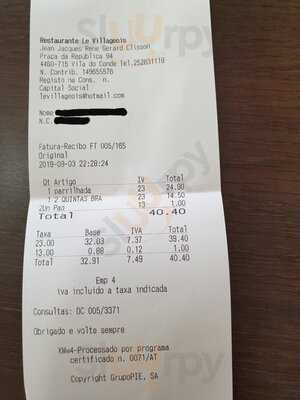 Restaurante Le Villageois
Jean Jacques Rene Gerard Clisson
Praca da Republica 94
4480-715 Vila do Conde Tel.252631119
N. Contrib. 149655576
Registo na Cons. n.
Capital Social
levillageois@hotmail.com
Nome
N.C.
Fatura-Recibo FT 005/165
Original
2019-09-03 22:28:24
Qt Artigo IV Total
1 parrilhada 23 24.90
1 2 QUINTAS BRA 23 14.50
2Un Pao 13 1.00
Total 40.40
Taxa Base IVA Total
23.00 32.03 7.37 39.40
13.00 0.88 0.12 1.00
Total 32.91 7.49 40.40
Emp 4
iva incluido a taxa indicada
Consultas: DC 005/3371
Obrigado e volte sempre
KWw4-Processado por programa
certificado n. 0071/AT
Copyright GrupoPIE, SA
Sluurpy